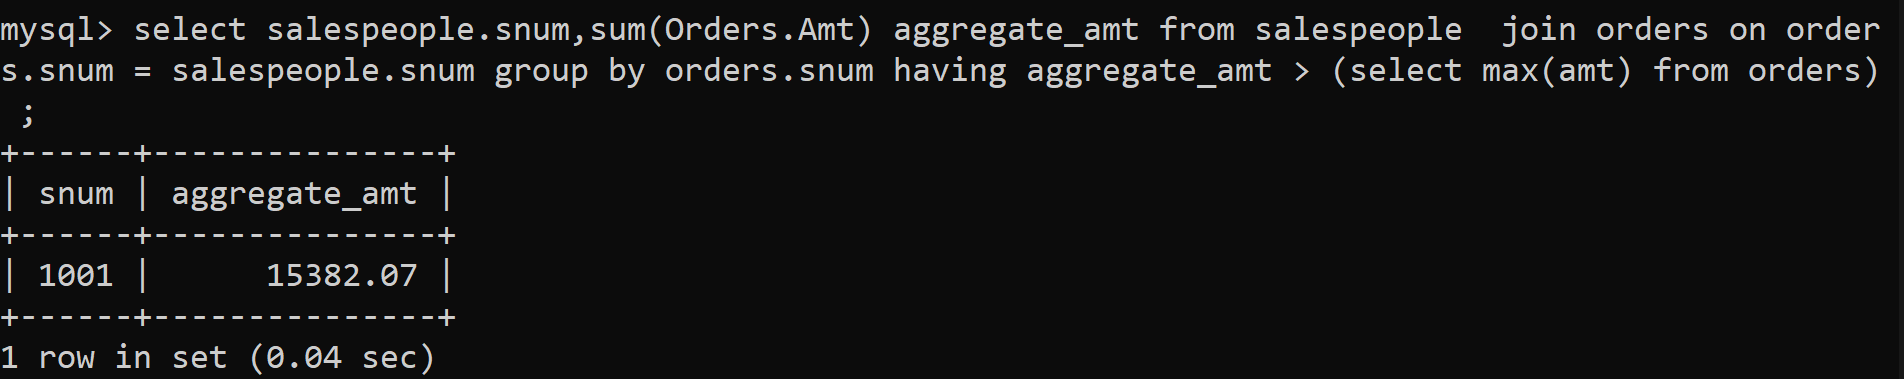 mysql> select salespeople.snum,sum(Orders.Amt) aggregate_amt from salespeople  join orders on order
s.snum = salespeople.snum group by orders.snum having aggregate_amt > (select max(amt) from orders)
 ;
+------+---------------+
| snum | aggregate_amt |
+------+---------------+
| 1001 |      15382.07 |
+------+---------------+
1 row in set (0.04 sec)